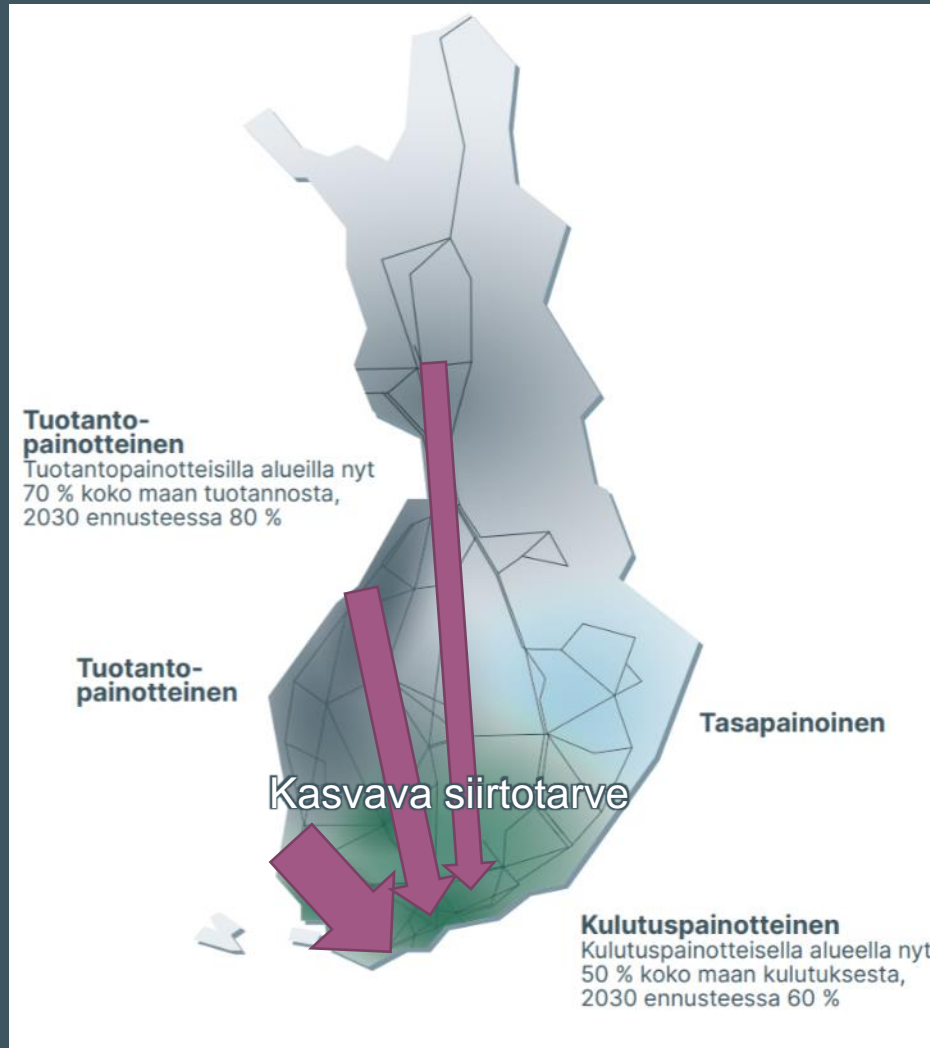 Tuotanto-
painotteinen
Tuotantopainotteisilla alueilla nyt
70 % koko maan tuotannosta,
2030 ennusteessa 80 %
Tuotanto-
painotteinen
Tasapainoinen
Kasvava siirtotarve
Kulutuspainotteinen
Kulutuspainotteisella alueella nyt
50 % koko maan kulutuksesta,
2030 ennusteessa 60 %